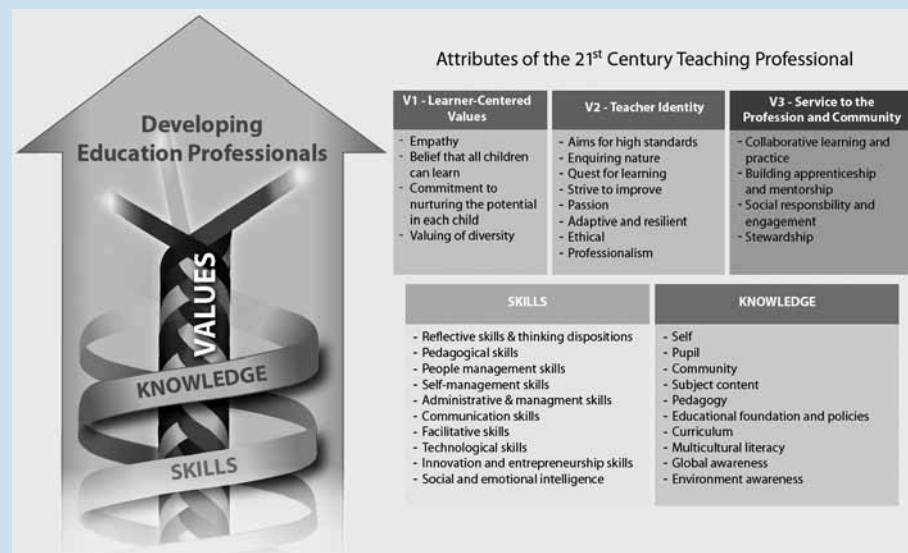 Developing
Education Professionals
VALUES
KNOWLEDGE
SKILLS
Attributes of the 21st Century Teaching Professional
V1 - Learner-Centered
Values
- Empathy
- Belief that all children
can learn
- Commitment to
nurturing the potential
in each child
- Valuing of diversity
V2 - Teacher Identity
- Aims for high standards
- Enquiring nature
- Quest for learning
- Strive to improve
- Passion
- Adaptive and resilient
- Ethical
- Professionalism
V3 - Service to the
Profession and Community
- Collaborative learning and
practice
- Building apprenticeship
and mentorship
- Social responsbility and
engagement
- Stewardship
SKILLS
- Reflective skills & thinking dispositions
- Pedagogical skills
- People management skills
- Self-management skills
- Administrative & managment skills
- Communication skills
- Facilitative skills
- Technological skills
- Innovation and entrepreneurship skills
- Social and emotional intelligence
KNOWLEDGE
- Self
- Pupil
- Community
- Subject content
- Pedagogy
- Educational foundation and policies
- Curriculum
- Multicultural literacy
- Global awareness
- Environment awareness